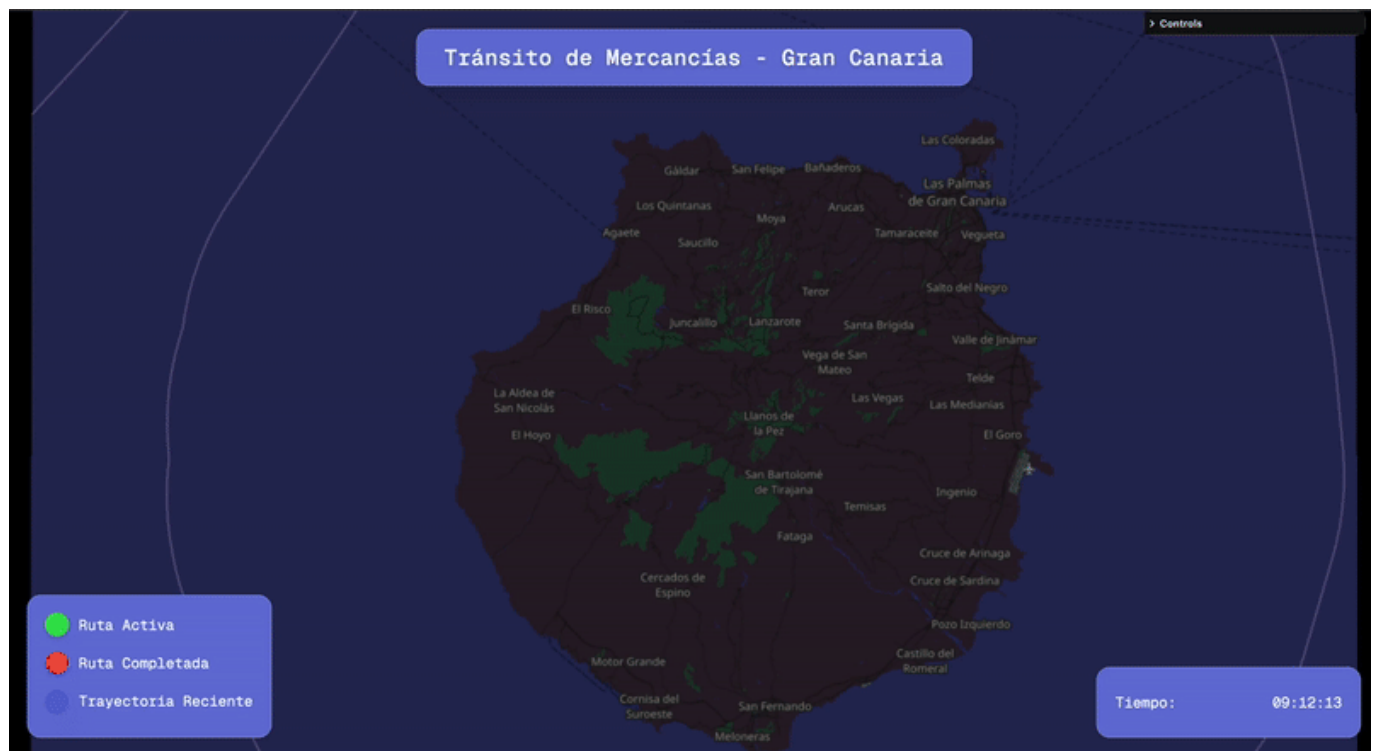 > Controls
Tránsito de Mercancías - Gran Canaria
Las Coloradas
Gáldar
San Felipe
Bañaderos
Las Palmas
de Gran Canaria
Los Quintanas
Moya
Arucas
Agaete
Saucillo
Tamaraceite
Vegueta
Teror
Salto del Negro
El Risco
Juncalillo
Lanzarote
Santa Brígida
Valle de Jinámar
Vega de San
Mateo
Telde
La Aldea de
San Nicolás
Las Vegas
Las Medianias
Llanos de
la Pez
El Hoyo
El Goro
San Bartolomé
de Tirajana
Ingenio
Temisas
Fataga
Cruce de Arinaga
Cercados de
Espino
Cruce de Sardina
Pozo Izquierdo
Castillo del
Romeral
Motor Grande
Cornisa del
Suroeste
San Fernando
Meloneras
Ruta Activa
Ruta Completada
Trayectoria Reciente
Tiempo: 09:12:13